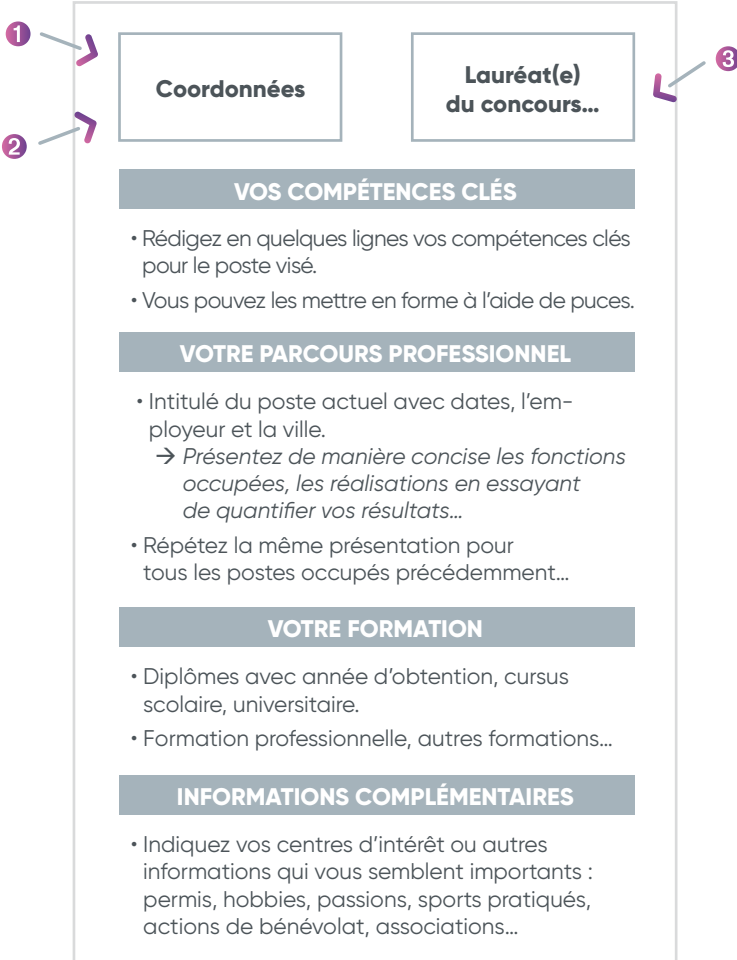 1
Coordonnées
2
Lauréat(e)
du concours…
3
VOS COMPÉTENCES CLÉS
• Rédigez en quelques lignes vos compétences clés
pour le poste visé.
• Vous pouvez les mettre en forme à l’aide de puces.
VOTRE PARCOURS PROFESSIONNEL
• Intitulé du poste actuel avec dates, l’em-
ployeur et la ville.
→ Présentez de manière concise les fonctions
occupées, les réalisations en essayant
de quantifier vos résultats…
• Répétez la même présentation pour
tous les postes occupés précédemment…
VOTRE FORMATION
• Diplômes avec année d’obtention, cursus
scolaire, universitaire.
• Formation professionnelle, autres formations…
INFORMATIONS COMPLÉMENTAIRES
• Indiquez vos centres d’intérêt ou autres
informations qui vous semblent importants :
permis, hobbies, passions, sports pratiqués,
actions de bénévolat, associations…